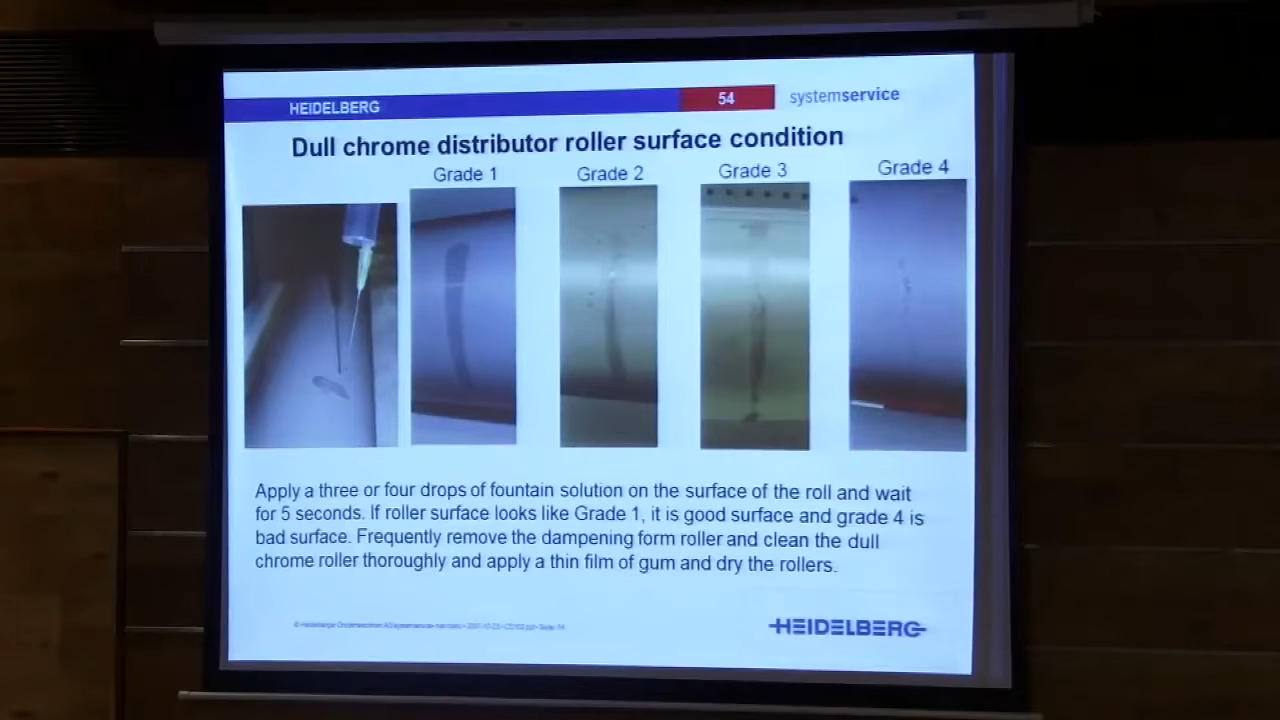 HEIDELBERG
54
systemservice
Dull chrome distributor roller surface condition
Grade 1
Grade 2
Grade 3
Grade 4
Apply a three or four drops of fountain solution on the surface of the roll and wait
for 5 seconds. If roller surface looks like Grade 1, it is good surface and grade 4 is
bad surface. Frequently remove the dampening form roller and clean the dull
chrome roller thoroughly and apply a thin film of gum and dry the rollers.
HEIDELBERG